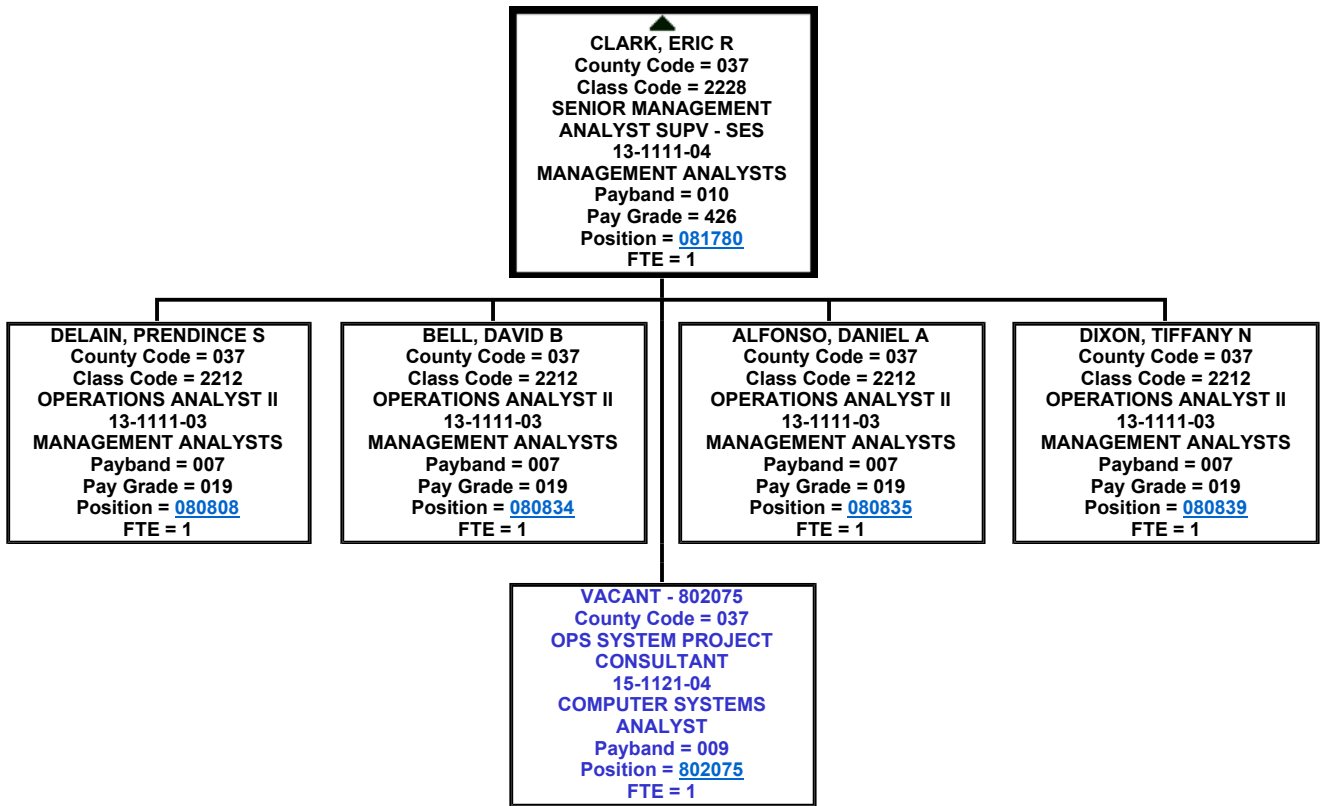 CLARK, ERIC R
County Code = 037
Class Code = 2228
SENIOR MANAGEMENT
ANALYST SUPV - SES
13-1111-04
MANAGEMENT ANALYSTS
Payband = 010
Pay Grade = 426
Position = 081780
FTE = 1
DELAIN, PRENDINCE S
County Code = 037
Class Code = 2212
OPERATIONS ANALYST II
13-1111-03
MANAGEMENT ANALYSTS
Payband = 007
Pay Grade = 019
Position = 080808
FTE = 1
BELL, DAVID B
County Code = 037
Class Code = 2212
OPERATIONS ANALYST II
13-1111-03
MANAGEMENT ANALYSTS
Payband = 007
Pay Grade = 019
Position = 080834
FTE = 1
ALFONSO, DANIEL A
County Code = 037
Class Code = 2212
OPERATIONS ANALYST II
13-1111-03
MANAGEMENT ANALYSTS
Payband = 007
Pay Grade = 019
Position = 080835
FTE = 1
DIXON, TIFFANY N
County Code = 037
Class Code = 2212
OPERATIONS ANALYST II
13-1111-03
MANAGEMENT ANALYSTS
Payband = 007
Pay Grade = 019
Position = 080839
FTE = 1
VACANT - 802075
County Code = 037
OPS SYSTEM PROJECT
CONSULTANT
15-1121-04
COMPUTER SYSTEMS
ANALYST
Payband = 009
Position = 802075
FTE = 1